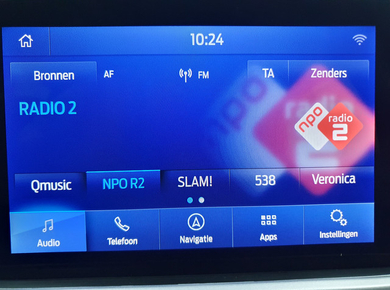 10:24
Bronnen AF FM TA Zenders
RADIO 2
npo radio 2
Qmusic NPO R2 SLAM! 538 Veronica
Audio Telefoon Navigatie Apps Instellingen